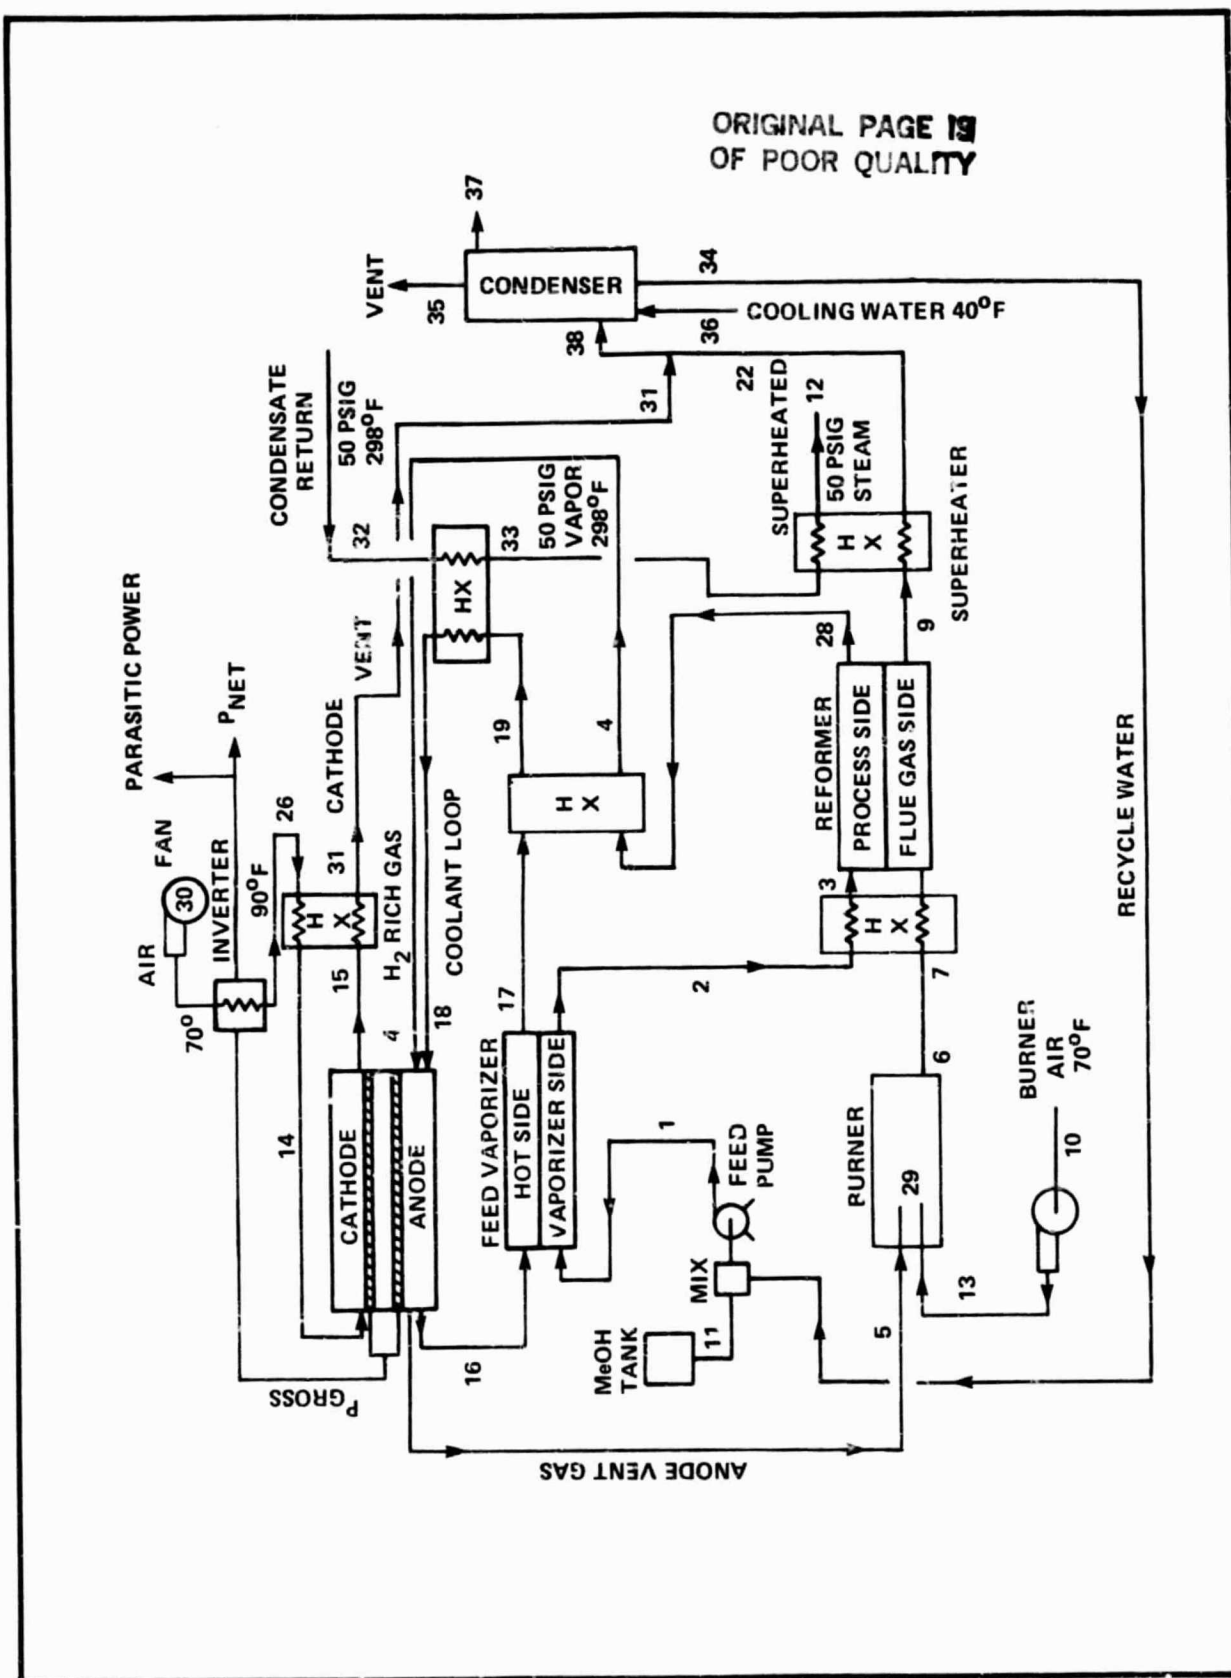 ORIGINAL PAGE IS
OF POOR QUALITY
37
VENT
35
CONDENSER
34
COOLING WATER 40°F
36
38
CONDENSATE
RETURN
50 PSIG
298°F
31
22
SUPERHEATED
12
50 PSIG
STEAM
32
33
50 PSIG
VAPOR
298°F
HX
H
X
SUPERHEATER
PARASITIC POWER
PNET
CATHODE
VENT
19
4
28
9
REFORMER
PROCESS SIDE
FLUE GAS SIDE
RECYCLE WATER
FAN
30
AIR
INVERTER
90°F
26
70°
H
X
31
15
H2 RICH GAS
4
COOLANT LOOP
18
H
X
17
2
3
H
X
7
14
CATHODE
ANODE
FEED VAPORIZER
HOT SIDE
VAPORIZER SIDE
1
FEED
PUMP
6
BURNER
AIR
70°F
10
BURNER
29
13
MIX
11
MeOH
TANK
5
16
PGROSS
ANODE VENT GAS